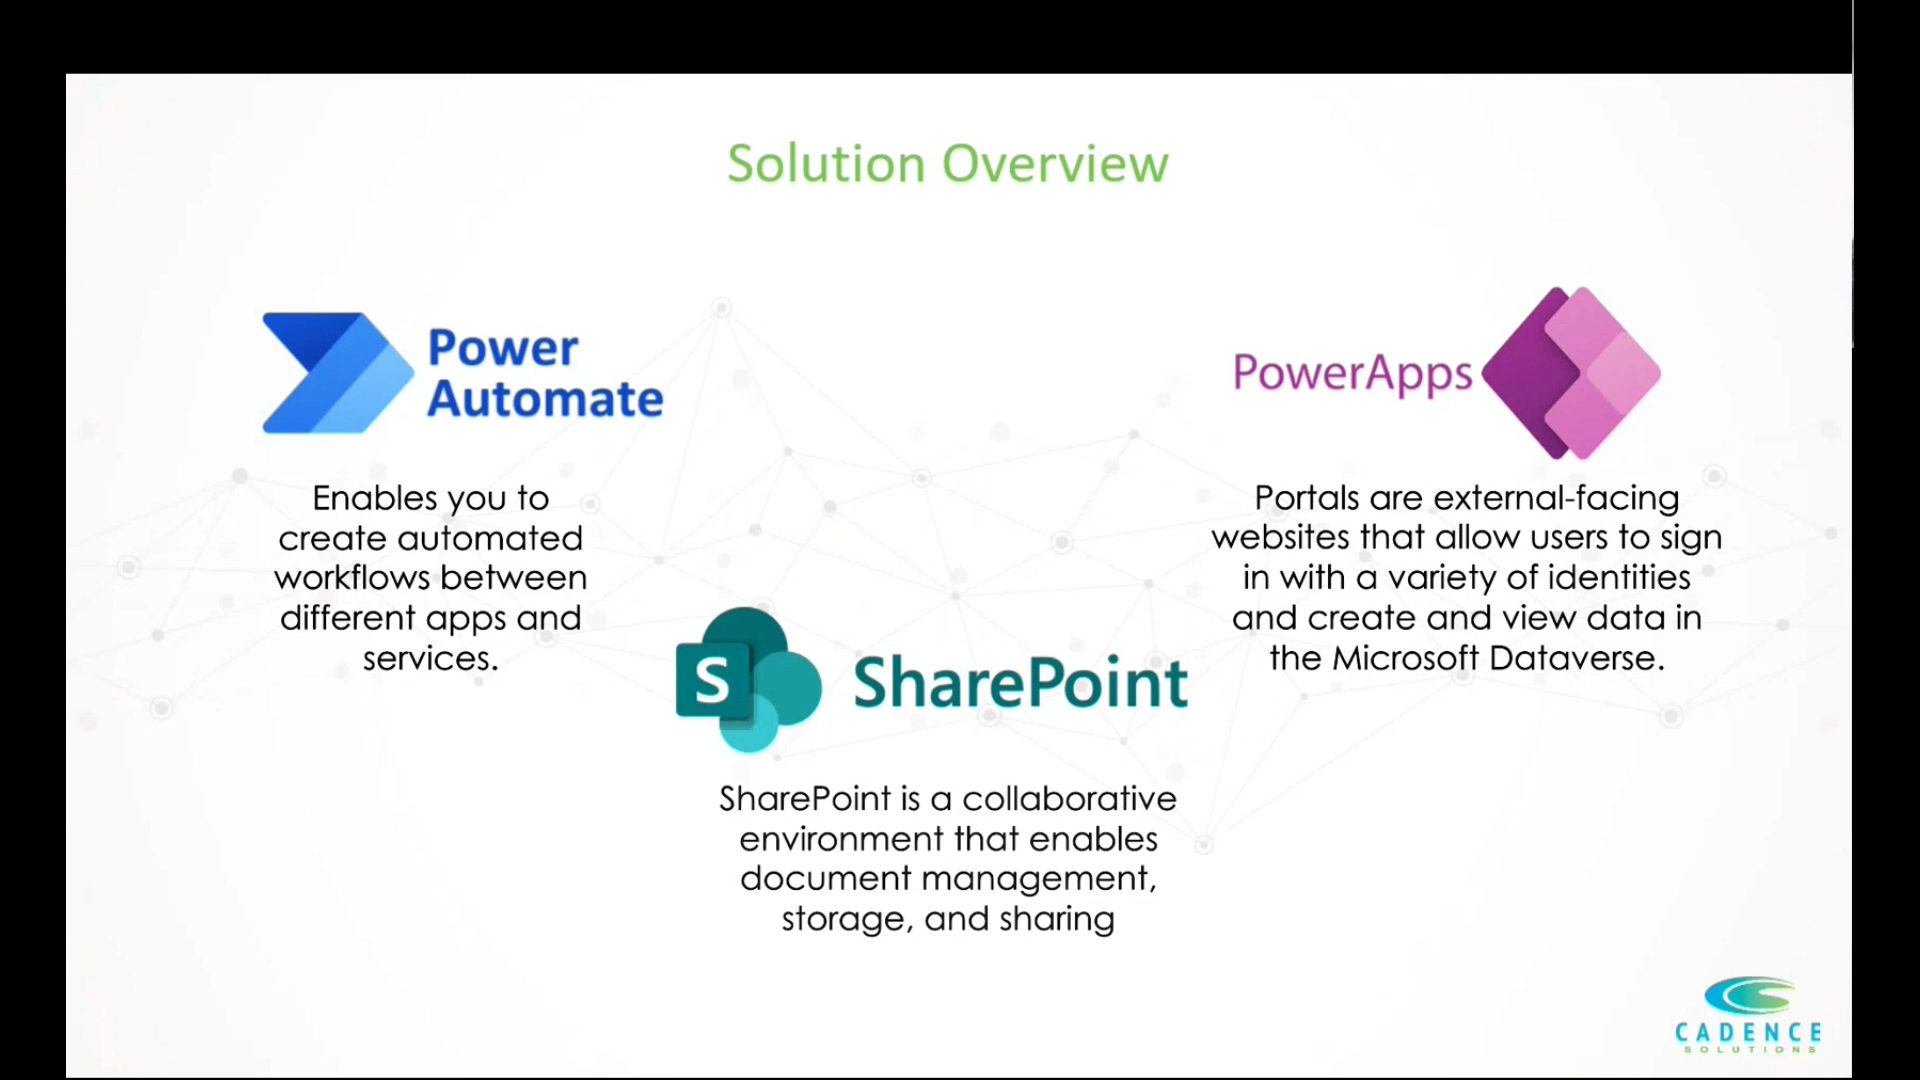 Solution Overview
Power
Automate
Enables you to
create automated
workflows between
different apps and
services.
PowerApps
Portals are external-facing
websites that allow users to sign
in with a variety of identities
and create and view data in
the Microsoft Dataverse.
S
SharePoint
SharePoint is a collaborative
environment that enables
document management,
storage, and sharing
CADENCE
SOLUTIONS